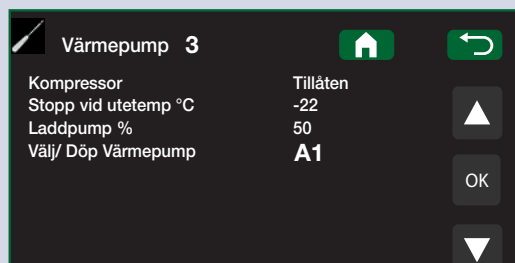 Värmepump 3
Kompressor Tillåten
Stopp vid utetemp °C -22
Laddpump % 50
Välj/ Döp Värmepump A1
OK